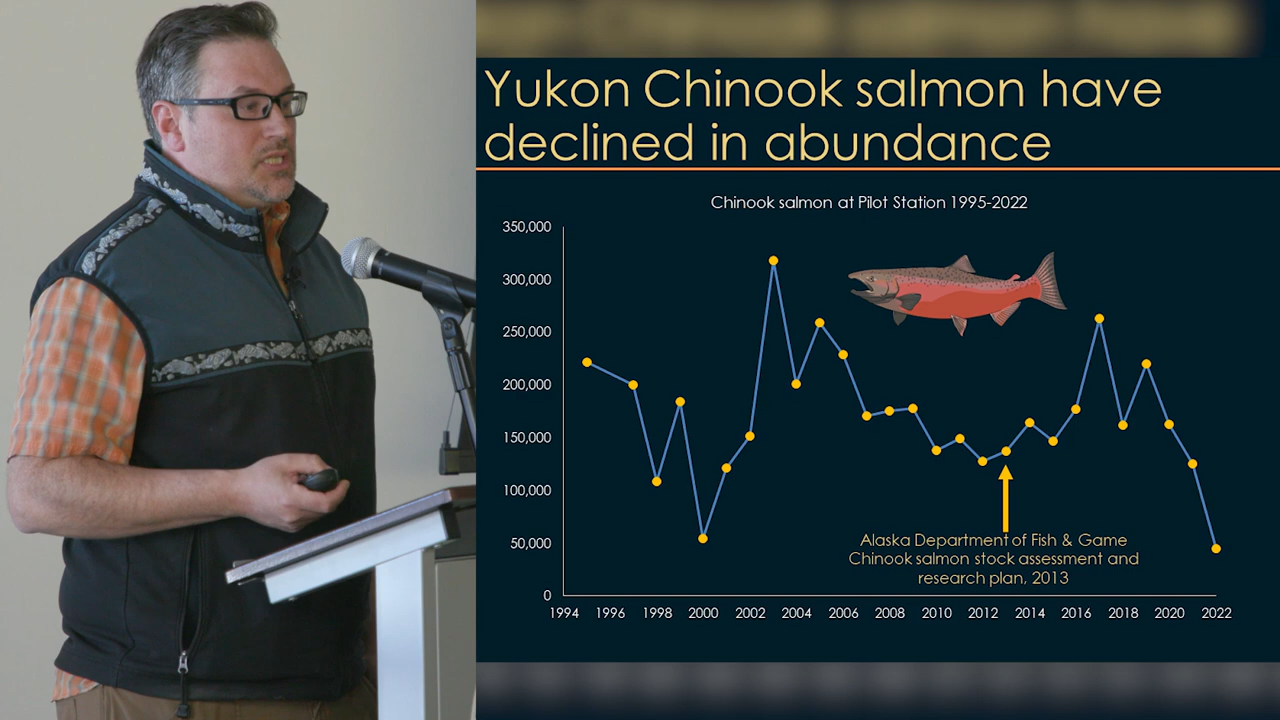 Yukon Chinook salmon have
declined in abundance
Chinook salmon at Pilot Station 1995-2022
350,000
300,000
250,000
200,000
150,000
100,000
50,000
0
Alaska Department of Fish & Game
Chinook salmon stock assessment and
research plan, 2013
1994 1996 1998 2000 2002 2004 2006 2008 2010 2012 2014 2016 2018 2020 2022